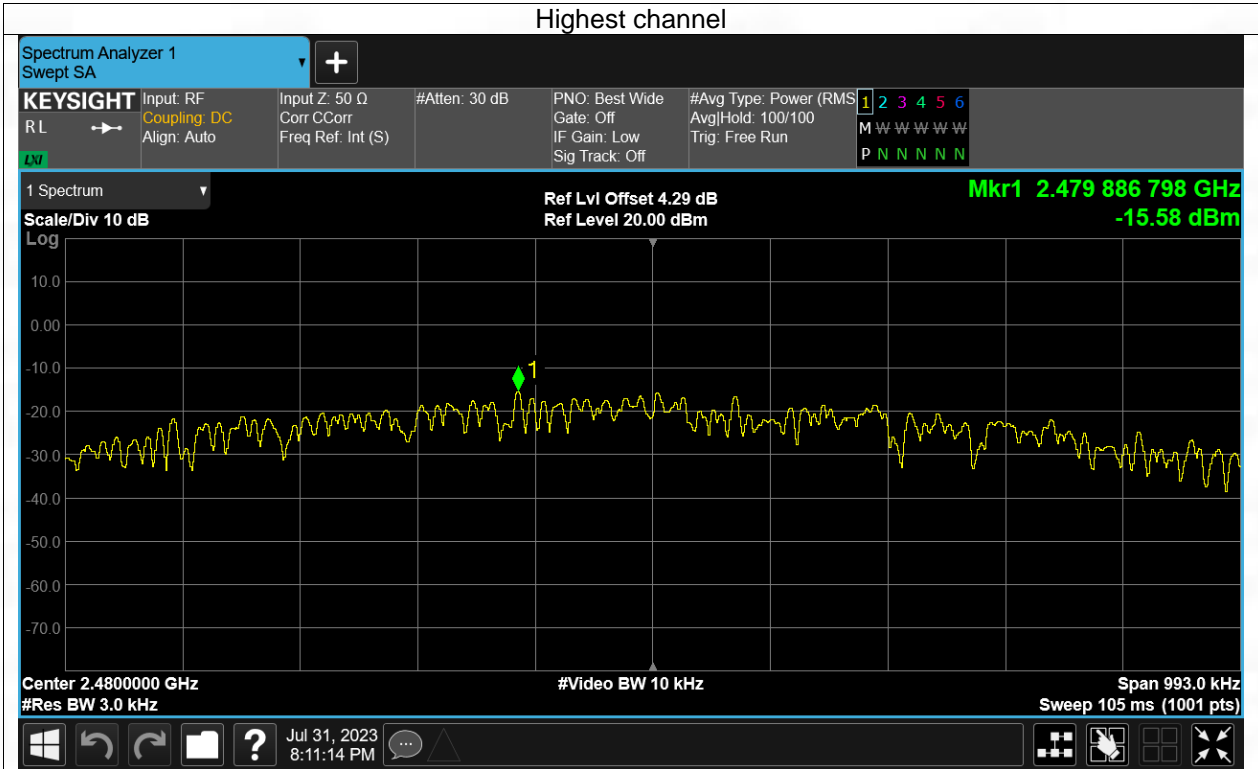 Highest channel
Spectrum Analyzer 1
Swept SA
KEYSIGHT
R L
LXI
Input: RF
Coupling: DC
Align: Auto
Input Z: 50 Ω
Corr CCorr
Freq Ref: Int (S)
#Atten: 30 dB
PNO: Best Wide
Gate: Off
IF Gain: Low
Sig Track: Off
#Avg Type: Power (RMS
Avg|Hold: 100/100
Trig: Free Run
1 2 3 4 5 6
M W W W W W
P N N N N N
1 Spectrum
Scale/Div 10 dB
Ref Lvl Offset 4.29 dB
Ref Level 20.00 dBm
Mkr1 2.479 886 798 GHz
-15.58 dBm
Log
10.0
0.00
-10.0
1
-20.0
-30.0
-40.0
-50.0
-60.0
-70.0
Center 2.4800000 GHz
#Video BW 10 kHz
Span 993.0 kHz
#Res BW 3.0 kHz
Sweep 105 ms (1001 pts)
?
Jul 31, 2023
8:11:14 PM